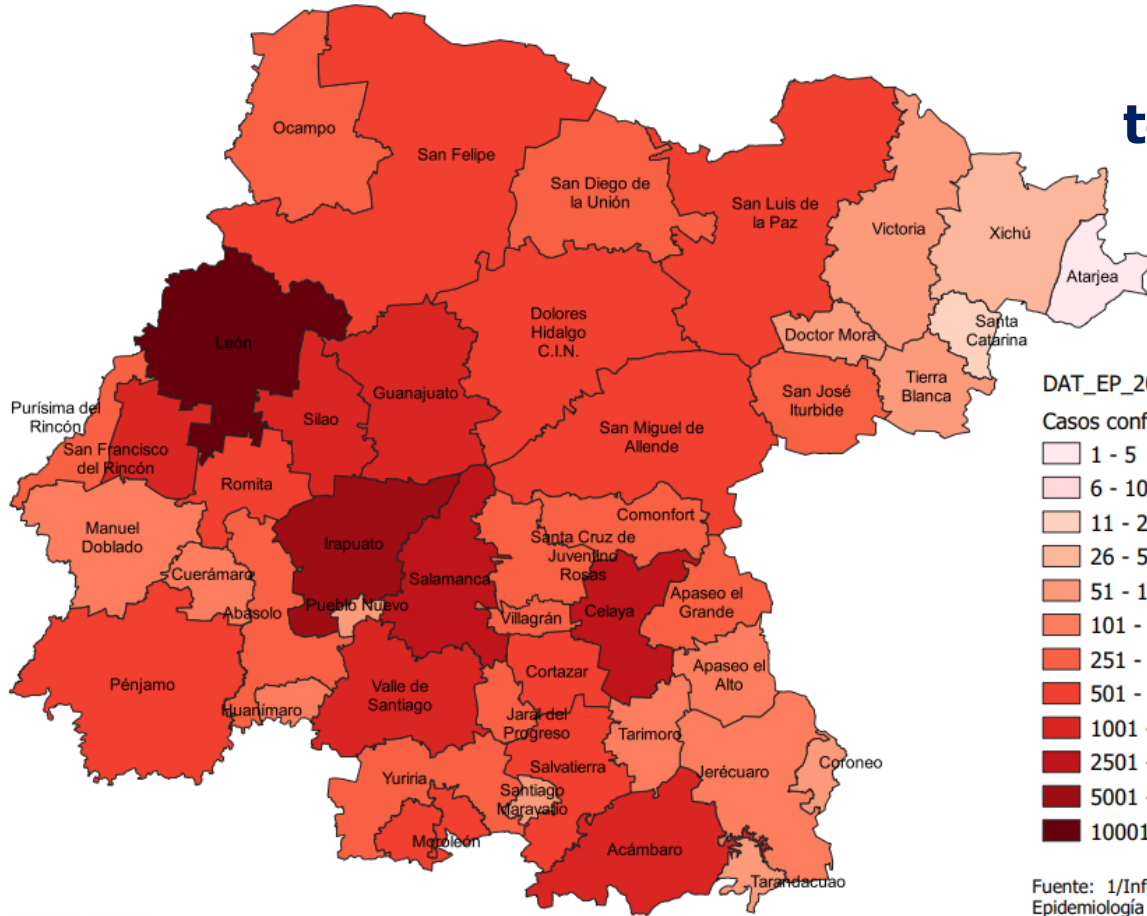 t
Ocampo
San Felipe
San Diego de
la Unión
San Luis de
la Paz
Victoria
Xichú
Atarjea
León
Dolores
Hidalgo
C.I.N.
Doctor Mora
Santa
Catarina
Guanajuato
Silao
San José
Iturbide
Tierra
Blanca
Purísima del
Rincón
San Francisco
del Rincón
San Miguel de
Allende
Romita
Manuel
Doblado
Irapuato
Comonfort
Santa Cruz de
Juventino
Rosas
Cuerámaro
Salamanca
Abasolo
Pueblo Nuevo
Villagrán
Celaya
Apaseo el
Grande
Pénjamo
Valle de
Santiago
Cortazar
Apaseo el
Alto
Huanímaro
Jaral del
Progreso
Tarimoro
Yuriria
Salvatierra
Jerécuaro
Coroneo
Santiago
Maravatío
Moroleón
Acámbaro
Tarandacuao
DAT_EP_20
Casos conf
1 - 5
6 - 10
11 - 2
26 - 5
51 - 1
101 -
251 -
501 -
1001 -
2501 -
5001 -
10001
Fuente: 1/Inf
Epidemiología